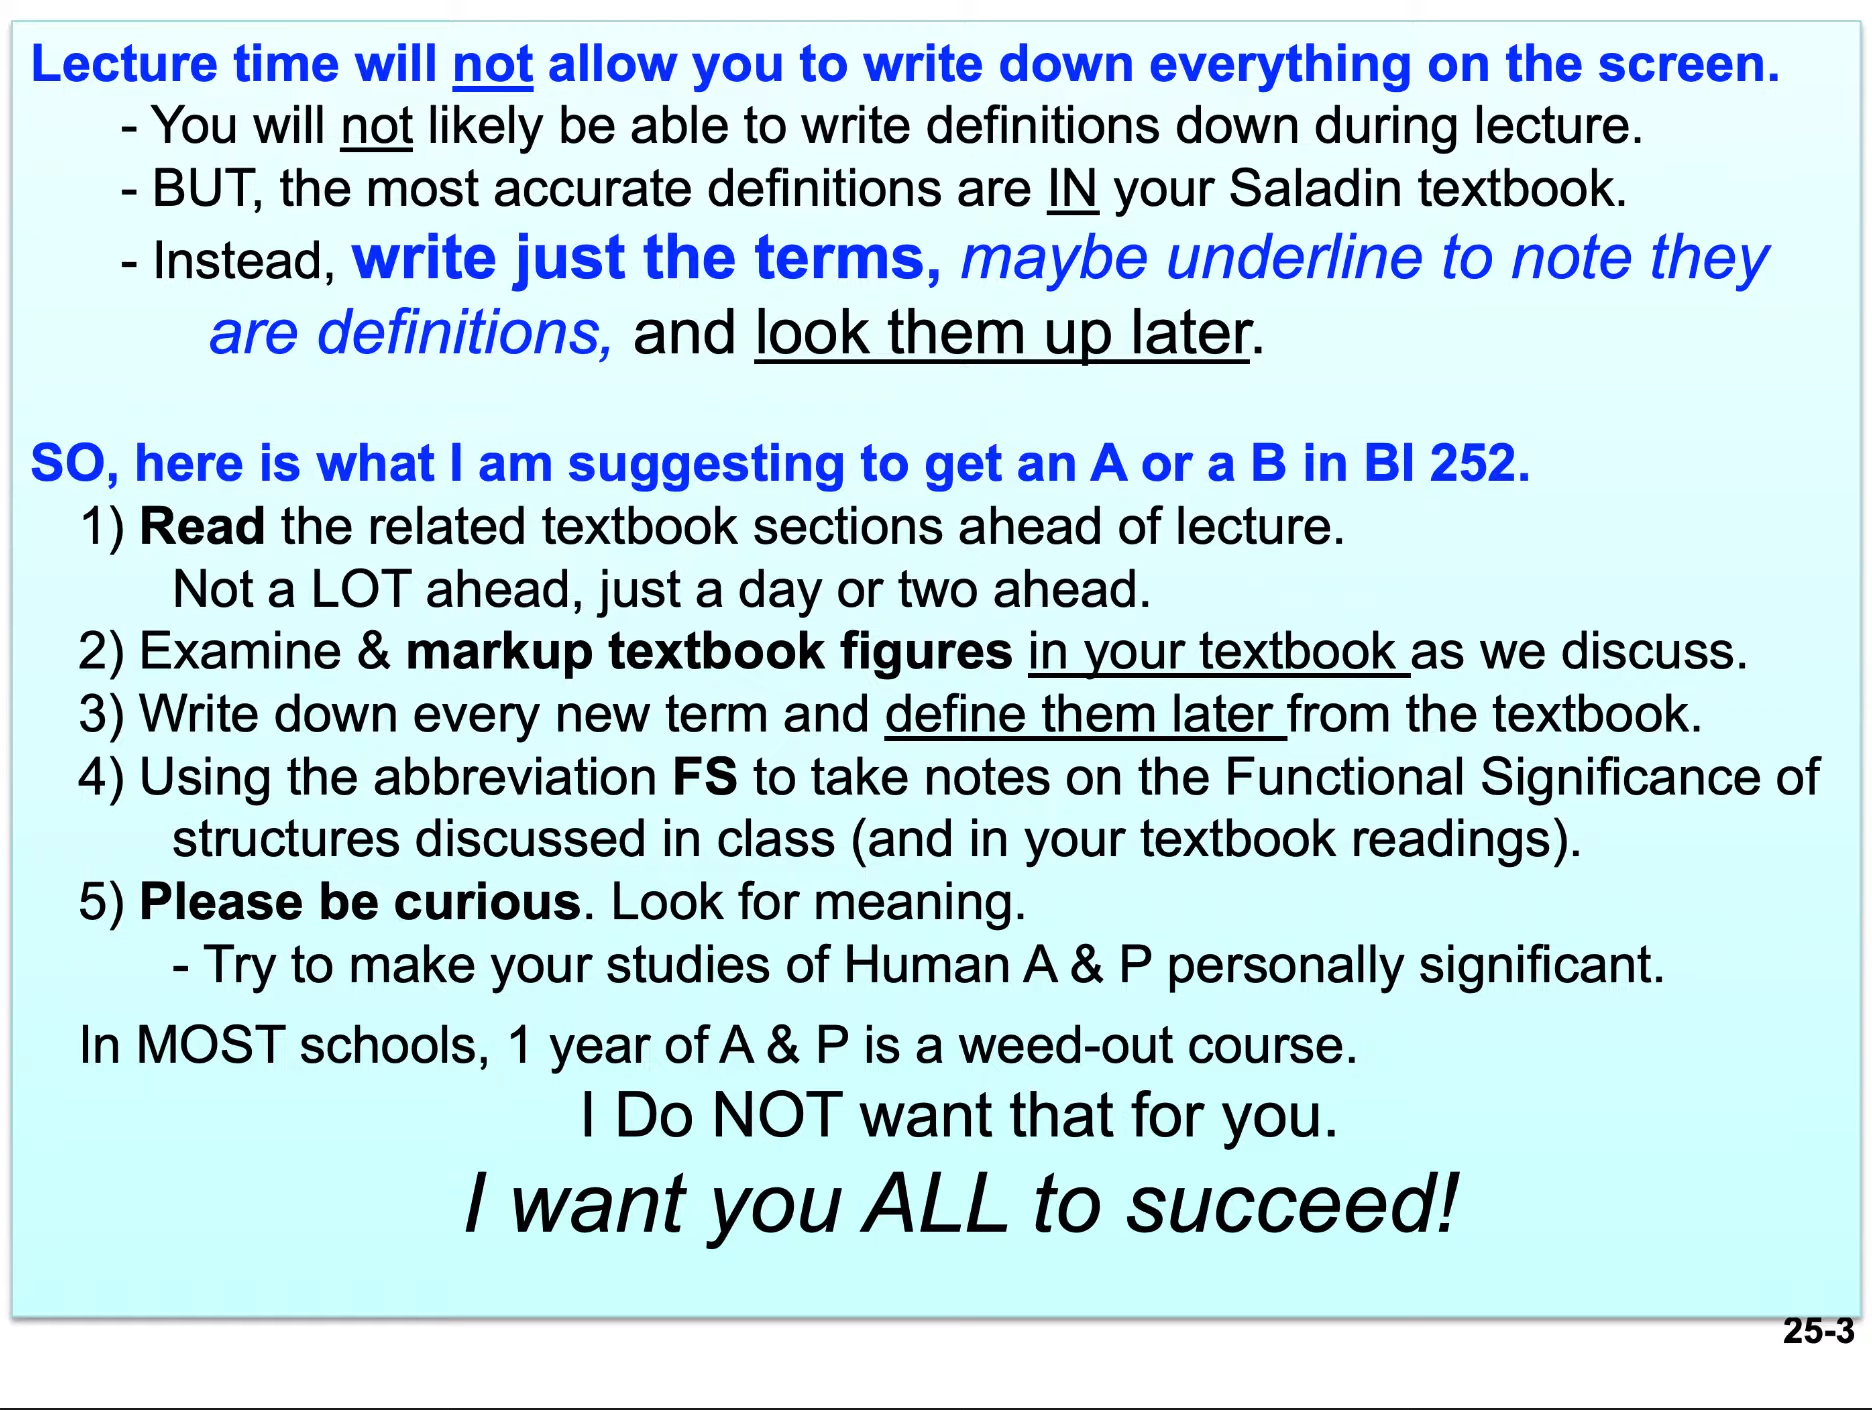 Lecture time will not allow you to write down everything on the screen.
- You will not likely be able to write definitions down during lecture.
- BUT, the most accurate definitions are IN your Saladin textbook.
- Instead, write just the terms, maybe underline to note they
are definitions, and look them up later.
SO, here is what I am suggesting to get an A or a B in BI 252.
1) Read the related textbook sections ahead of lecture.
Not a LOT ahead, just a day or two ahead.
2) Examine & markup textbook figures in your textbook as we discuss.
3) Write down every new term and define them later from the textbook.
4) Using the abbreviation FS to take notes on the Functional Significance of
structures discussed in class (and in your textbook readings).
5) Please be curious. Look for meaning.
- Try to make your studies of Human A & P personally significant.
In MOST schools, 1 year of A & P is a weed-out course.
I Do NOT want that for you.
I want you ALL to succeed!
25-3